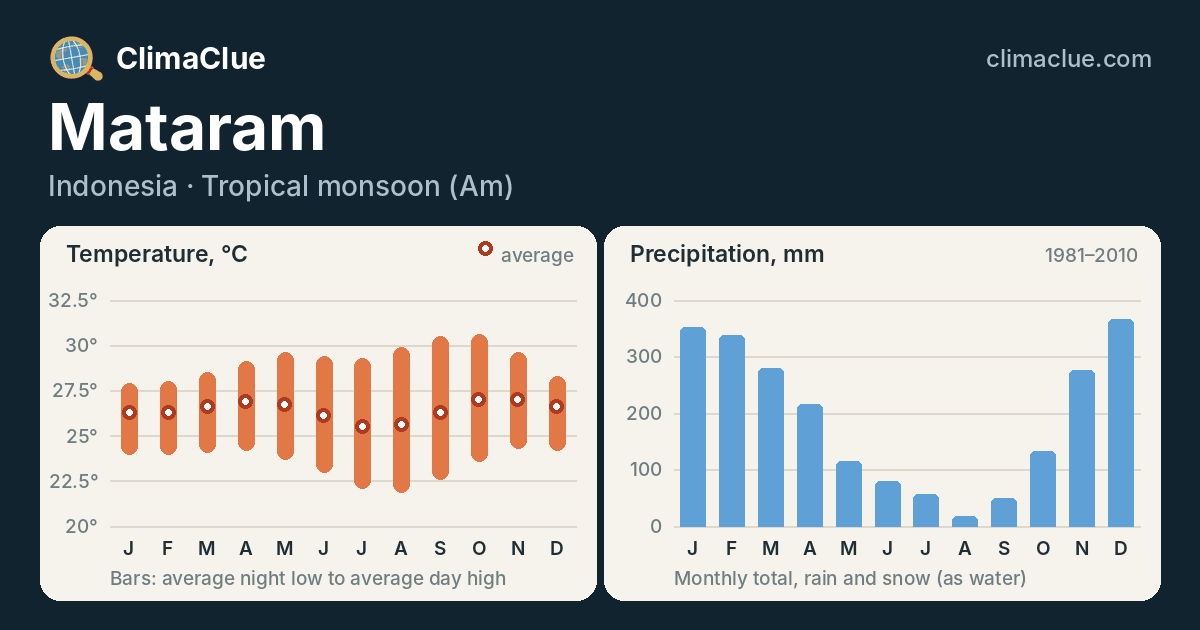 ClimaClue
climaclue.com
Mataram
Indonesia · Tropical monsoon (Am)
Temperature, °C
average
32.5°
30°
27.5°
25°
22.5°
20°
J F M A M J J A S O N D
Bars: average night low to average day high
Precipitation, mm
1981–2010
400
300
200
100
0
J F M A M J J A S O N D
Monthly total, rain and snow (as water)